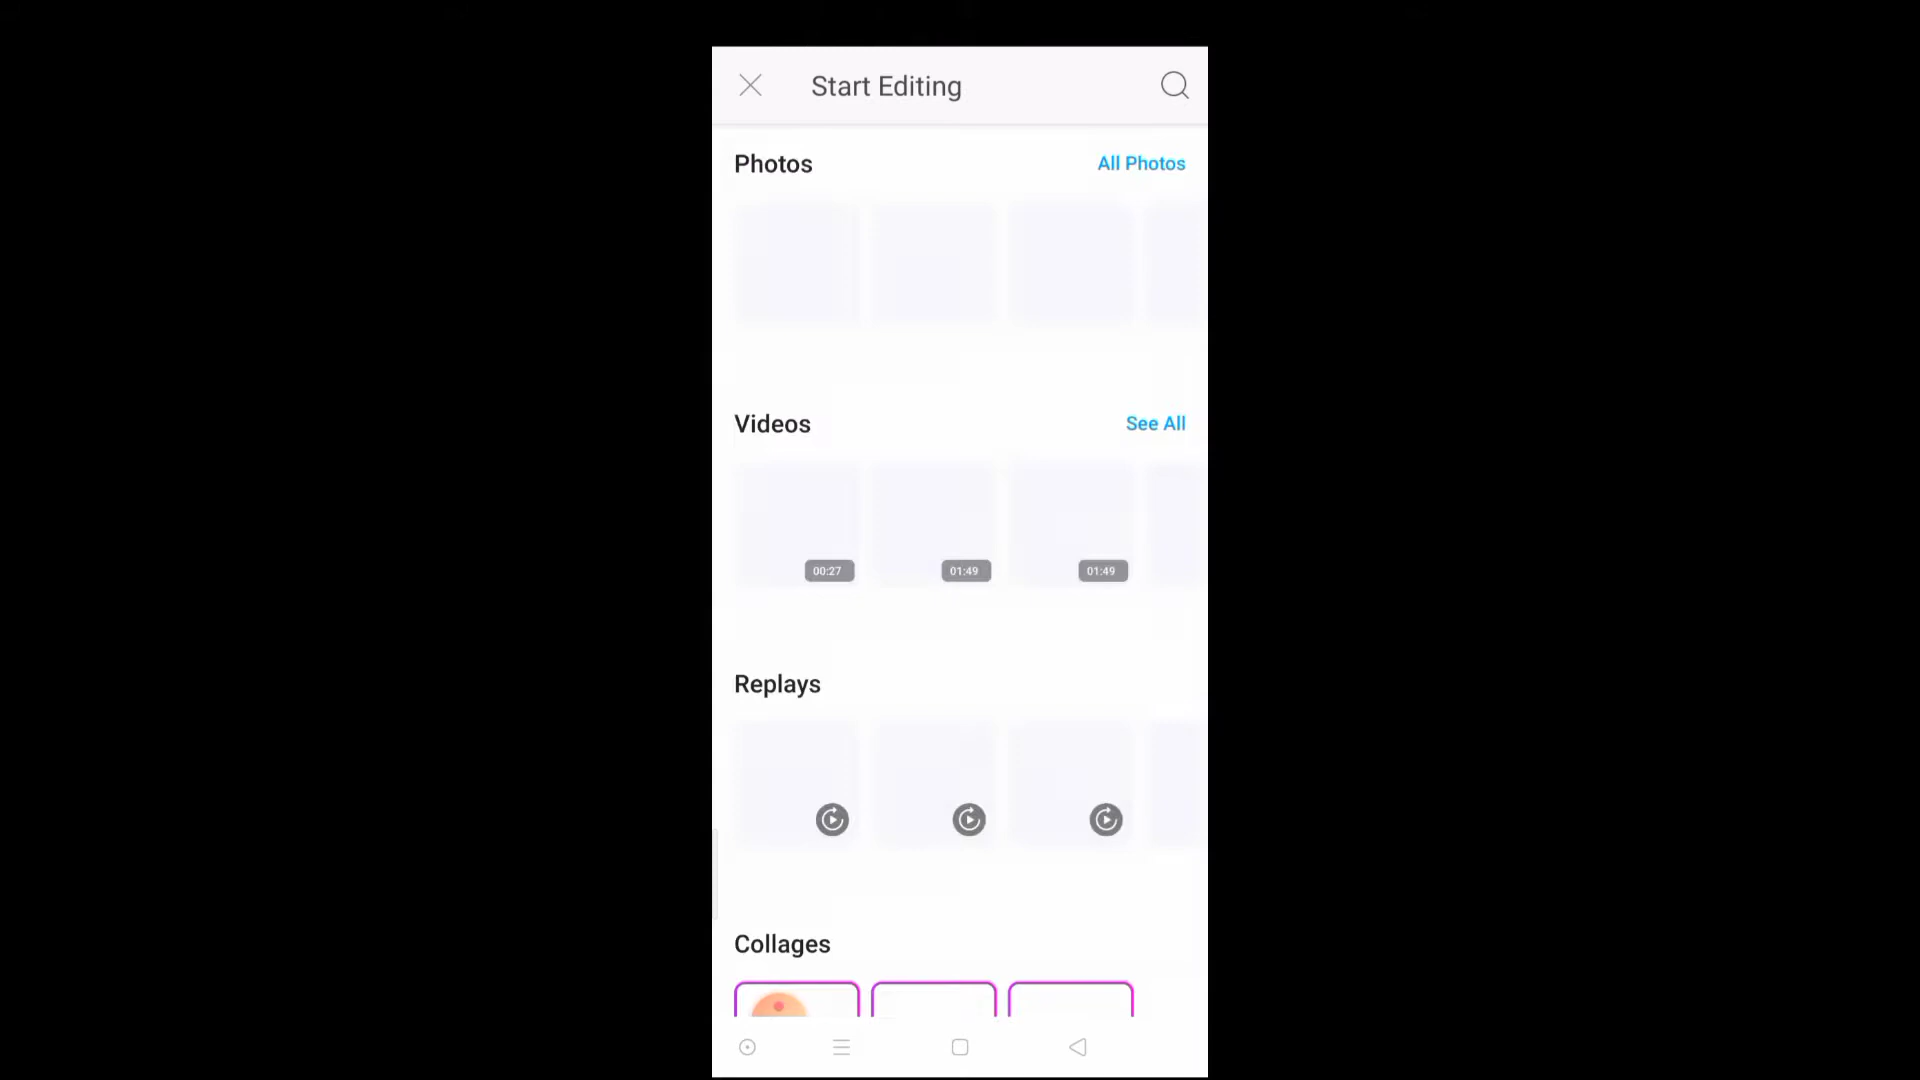 Start Editing
Photos
All Photos
Videos
See All
00:27
01:49
01:49
Replays
Collages